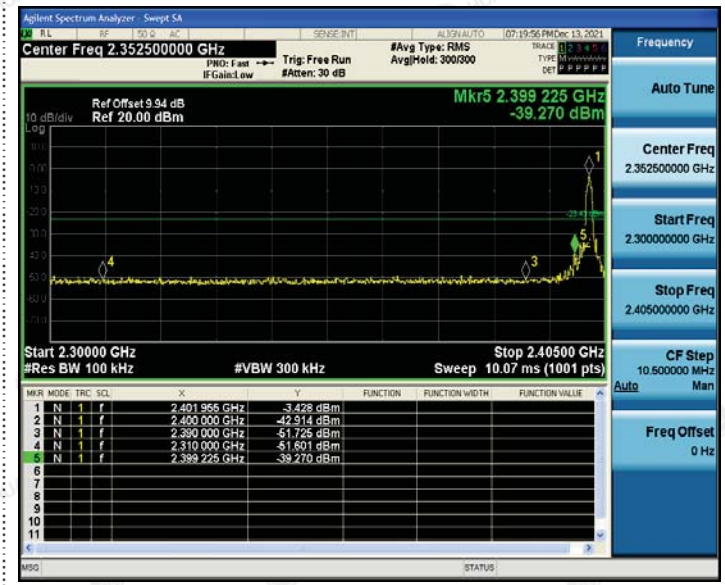 Agilent Spectrum Analyzer - Swept SA
RL RF 50 Ω AC SENSE:INT ALIGN AUTO 07:19:56 PM Dec 13, 2021
Center Freq 2.352500000 GHz #Avg Type: RMS TRACE 1 2 3 4 5 6
PNO: Fast Trig: Free Run Avg|Hold: 300/300 TYPE M
IFGain:Low #Atten: 30 dB DET P P P P P P
Frequency
Auto Tune
Center Freq
2.352500000 GHz
Start Freq
2.300000000 GHz
Stop Freq
2.405000000 GHz
CF Step
10.500000 MHz
Auto Man
Freq Offset
0 Hz
Mkr5 2.399 225 GHz
-39.270 dBm
Ref Offset 9.94 dB
10 dB/div Ref 20.00 dBm
Log
1
5
4
3
Start 2.30000 GHz Stop 2.40500 GHz
#Res BW 100 kHz #VBW 300 kHz Sweep 10.07 ms (1001 pts)
MKR MODE TRC SCL X Y FUNCTION FUNCTION WIDTH FUNCTION VALUE
1 N 1 f 2.401 955 GHz -3.428 dBm
2 N 1 f 2.400 000 GHz -42.914 dBm
3 N 1 f 2.390 000 GHz -51.725 dBm
4 N 1 f 2.310 000 GHz -51.601 dBm
5 N 1 f 2.399 225 GHz -39.270 dBm
6
7
8
9
10
11
MSG STATUS